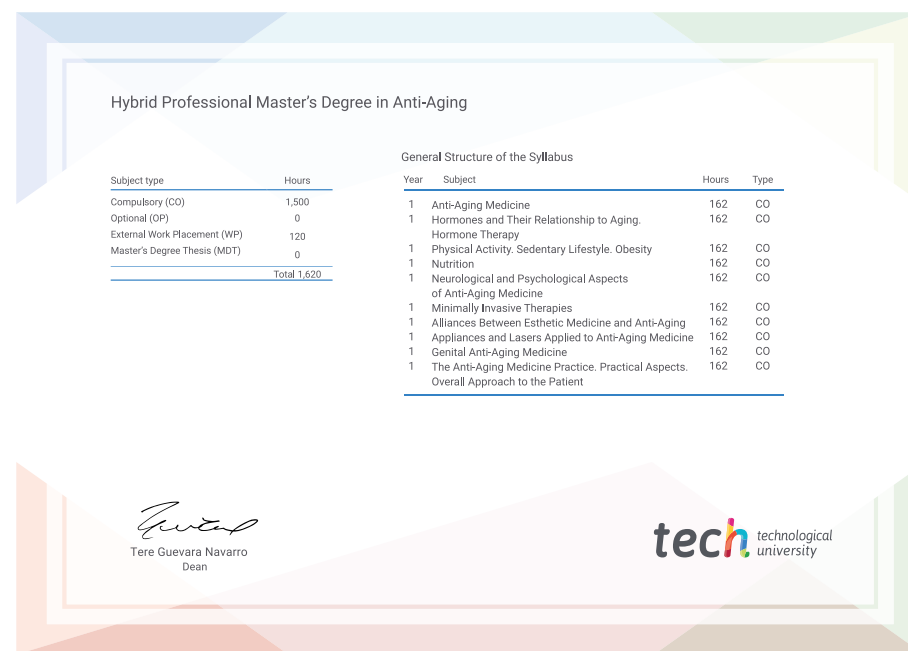 Hybrid Professional Master's Degree in Anti-Aging
Subject type Hours
Compulsory (CO) 1,500
Optional (OP) 0
External Work Placement (WP) 120
Master's Degree Thesis (MDT) 0
Total 1,620
General Structure of the Syllabus
Year Subject Hours Type
1 Anti-Aging Medicine 162 CO
1 Hormones and Their Relationship to Aging. 162 CO
Hormone Therapy
1 Physical Activity. Sedentary Lifestyle. Obesity 162 CO
1 Nutrition 162 CO
1 Neurological and Psychological Aspects 162 CO
of Anti-Aging Medicine
1 Minimally Invasive Therapies 162 CO
1 Alliances Between Esthetic Medicine and Anti-Aging 162 CO
1 Appliances and Lasers Applied to Anti-Aging Medicine 162 CO
1 Genital Anti-Aging Medicine 162 CO
1 The Anti-Aging Medicine Practice. Practical Aspects. 162 CO
Overall Approach to the Patient
Tere Guevara Navarro
Dean
tech technological
university